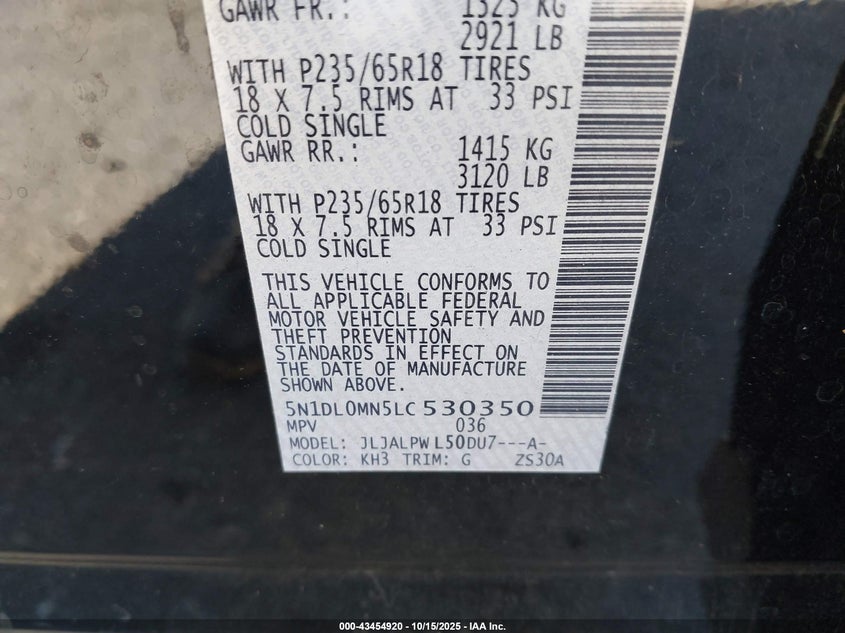 GAWR FR.: 1325 KG
2921 LB
WITH P235/65R18 TIRES
18 X 7.5 RIMS AT 33 PSI
COLD SINGLE
GAWR RR.: 1415 KG
3120 LB
WITH P235/65R18 TIRES
18 X 7.5 RIMS AT 33 PSI
COLD SINGLE
THIS VEHICLE CONFORMS TO
ALL APPLICABLE FEDERAL
MOTOR VEHICLE SAFETY AND
THEFT PREVENTION
STANDARDS IN EFFECT ON
THE DATE OF MANUFACTURE
SHOWN ABOVE.
5N1DL0MN5LC530350
MPV 036
MODEL: JLJALPWL50DU7---A-
COLOR: KH3 TRIM: G ZS30A
000-43454920 - 10/15/2025 - IAA Inc.